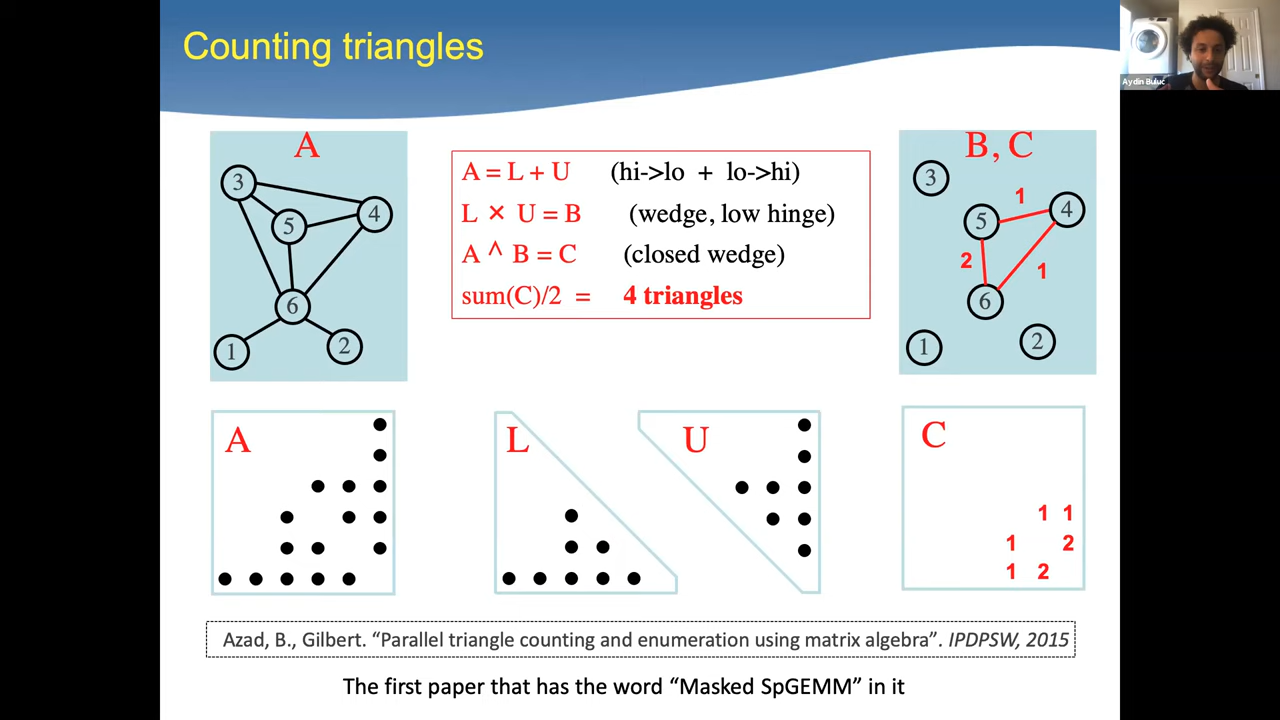 Counting triangles
Aydin Buluc
A
3
4
5
6
1
2
A = L + U (hi->lo + lo->hi)
L × U = B (wedge, low hinge)
A ^ B = C (closed wedge)
sum(C)/2 = 4 triangles
B, C
3
1
4
5
2
1
6
1
2
A
L
U
C
1 1
1 2
1 2
Azad, B., Gilbert. “Parallel triangle counting and enumeration using matrix algebra”. IPDPSW, 2015
The first paper that has the word “Masked SpGEMM” in it